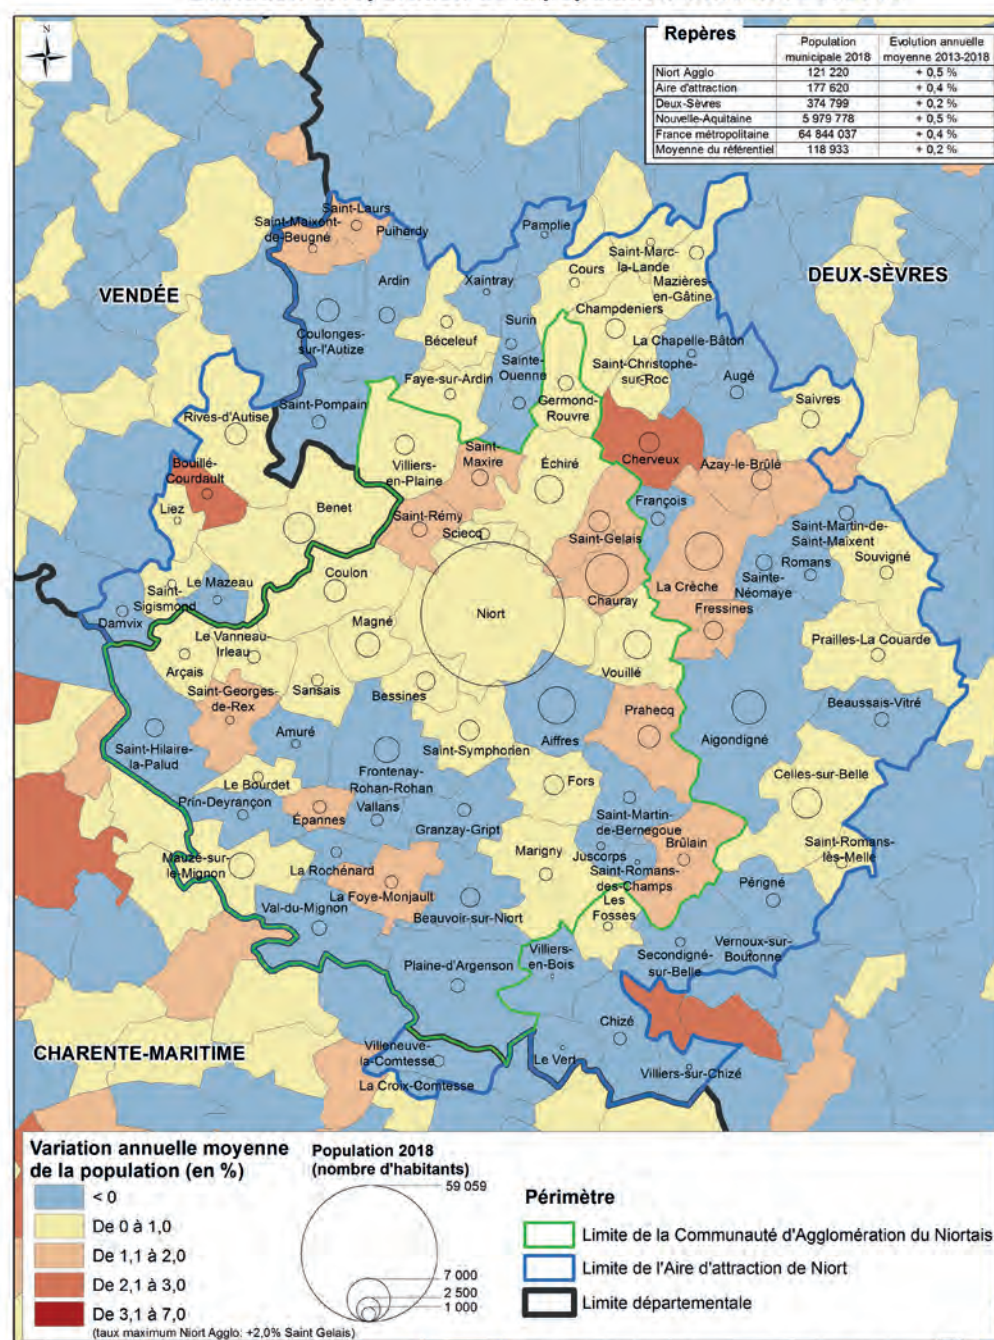 N
Repères
Population municipale 2018
Evolution annuelle moyenne 2013-2018
Niort Agglo 121 220 + 0,5 %
Aire d'attraction 177 620 + 0,4 %
Deux-Sèvres 374 799 + 0,2 %
Nouvelle-Aquitaine 5 979 778 + 0,5 %
France métropolitaine 64 844 037 + 0,4 %
Moyenne du référentiel 118 933 + 0,2 %
Saint-Laurs
Saint-Maixont-
de-Beugné
Puihardy
Pamplie
Saint-Marc-
la-Lande
VENDÉE
DEUX-SÈVRES
Ardin
Xaintray
Cours
Mazières-
en-Gâtine
Coulonges-
sur-l'Autize
Béceleuf
Surin
Champdeniers
La Chapelle-Bâton
Faye-sur-Ardin
Sainte-
Ouenne
Saint-Christophe-
sur-Roc
Augé
Saint-Pompain
Germond-
Rouvre
Saivres
Rives-d'Autise
Villiers-
en-Plaine
Saint-
Maxire
Échiré
Cherveux
Azay-le-Brûlé
Bouillé-
Courdault
Liez
Benet
Saint-Rémy
Sciecq
Saint-Gelais
François
Saint-Martin-de-
Saint-Maixent
Souvigné
Saint-
Sigismond
Le Mazeau
Coulon
Niort
Chauray
La Crèche
Sainte-
Néomaye
Romans
Damvix
Fressines
Le Vanneau-
Irleau
Magné
Vouillé
Prailles-La Couarde
Arçais
Saint-Georges-
de-Rex
Sansais
Bessines
Beaussais-Vitré
Saint-Hilaire-
la-Palud
Amuré
Saint-Symphorien
Aiffres
Prahecq
Aigondigné
Frontenay-
Rohan-Rohan
Le Bourdet
Prin-Deyrançon
Épannes
Vallans
Granzay-Gript
Fors
Celles-sur-Belle
Saint-Martin-
de-Bernegoue
Mauzé-sur-
le-Mignon
La Rochénard
Marigny
Juscorps
Brûlain
Saint-Romans-
lès-Melle
Saint-Romans-
des-Champs
La Foye-Monjault
Val-du-Mignon
Beauvoir-sur-Niort
Les
Fosses
Périgné
Plaine-d'Argenson
Villiers-
en-Bois
Secondigné-
sur-Belle
Vernoux-sur-
Boutonne
Chizé
CHARENTE-MARITIME
Villeneuve-
la-Comtesse
La Croix-Comtesse
Le Vert
Villiers-sur-Chizé
Variation annuelle moyenne
de la population (en %)
< 0
De 0 à 1,0
De 1,1 à 2,0
De 2,1 à 3,0
De 3,1 à 7,0
(taux maximum Niort Agglo: +2,0% Saint Gelais)
Population 2018
(nombre d'habitants)
59 059
7 000
2 500
1 000
Périmètre
Limite de la Communauté d'Agglomération du Niortais
Limite de l'Aire d'attraction de Niort
Limite départementale